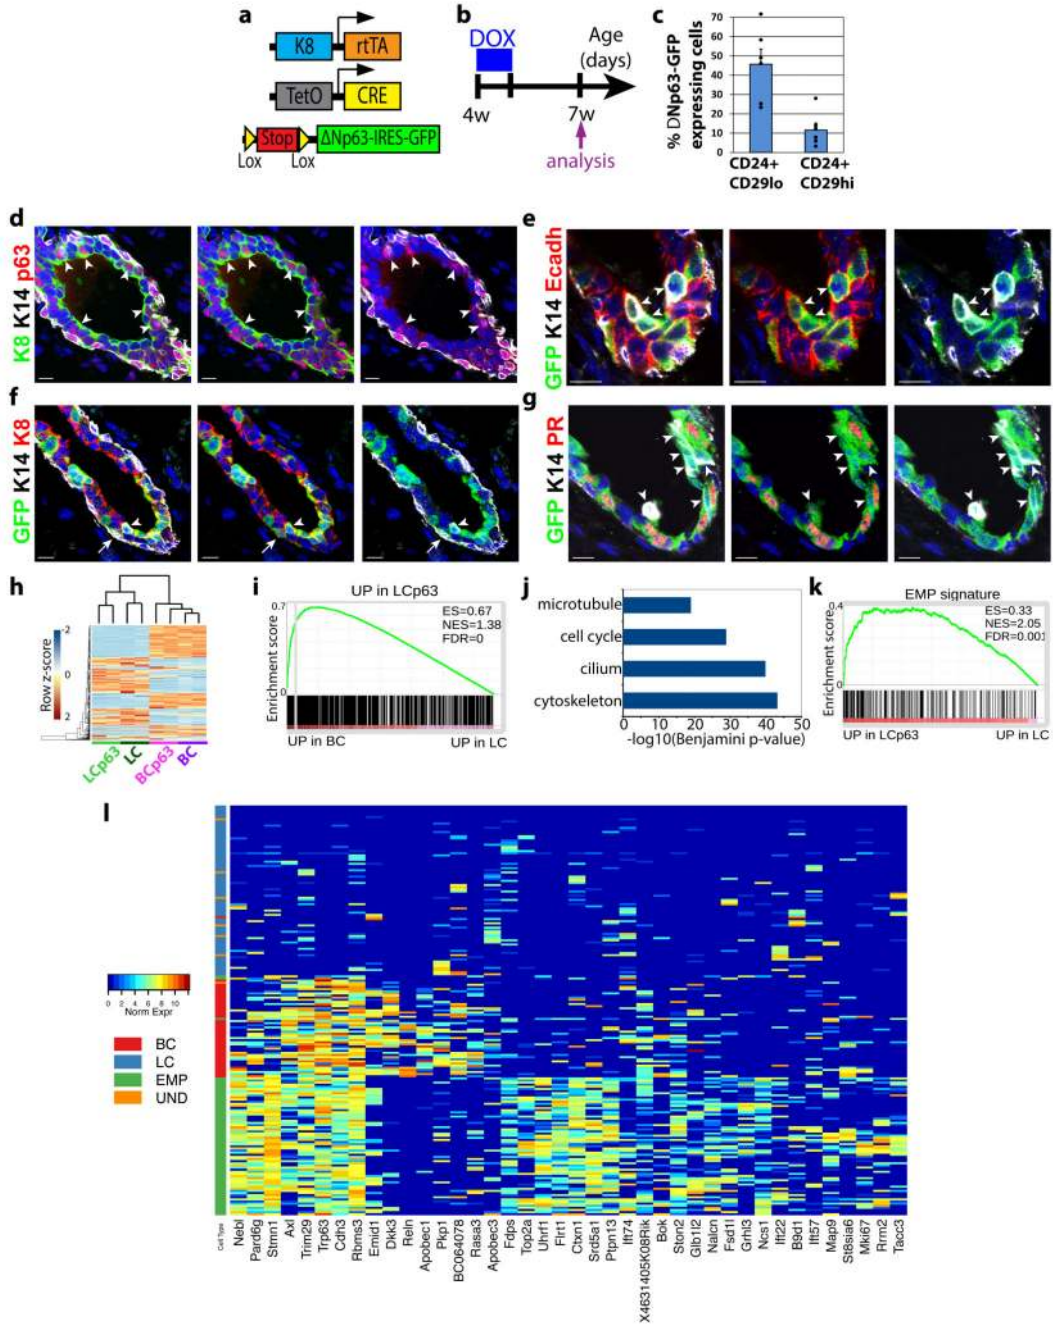 a
K8
rtTA
TetO
CRE
Stop
ΔNp63-IRES-GFP
Lox
Lox
b
DOX
Age
(days)
4w
7w
analysis
c
% DNp63-GFP
expressing cells
70
60
50
40
30
20
10
0
CD24+
CD29lo
CD24+
CD29hi
d
K8 K14 p63
e
GFP K14 Ecadh
f
GFP K14 K8
g
GFP K14 PR
h
Row z-score
-2
0
2
LCp63
LC
BCp63
BC
i
UP in LCp63
Enrichment score
0.7
0
ES=0.67
NES=1.38
FDR=0
UP in BC
UP in LC
j
microtubule
cell cycle
cilium
cytoskeleton
0 10 20 30 40 50
-log10(Benjamini p-value)
k
EMP signature
Enrichment score
0.4
0
ES=0.33
NES=2.05
FDR=0.001
UP in LCp63
UP in LC
l
0 2 4 6 8 10
Norm Expr
BC
LC
EMP
UND
Cell Type
Nebl
Pard6g
Stmn1
Axl
Trim29
Trp63
Cdh3
Rbms3
Emid1
Dkk3
Reln
Apobec1
Pkp1
BC064078
Rasa3
Apobec3
Fdps
Top2a
Uhrf1
Flrt1
Ctxn1
Srd5a1
Ptpn13
Ift74
X4631405K08Rik
Bok
Ston2
Glb1l2
Nalcn
Fsd1l
Grhl3
Ncs1
Ift22
B9d1
Ift57
Map9
St8sia6
Mki67
Rrm2
Tacc3